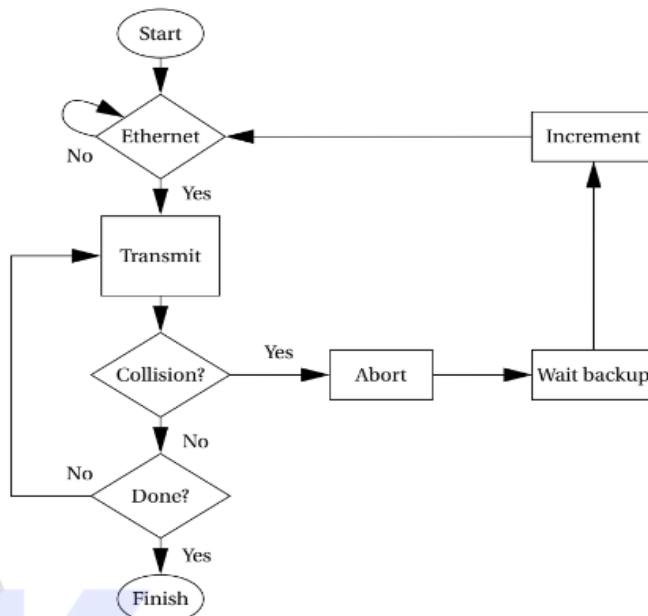 Start
Ethernet
Increment
No
Yes
Transmit
Yes
Collision?
Abort
Wait backup
No
No
Done?
Yes
Finish